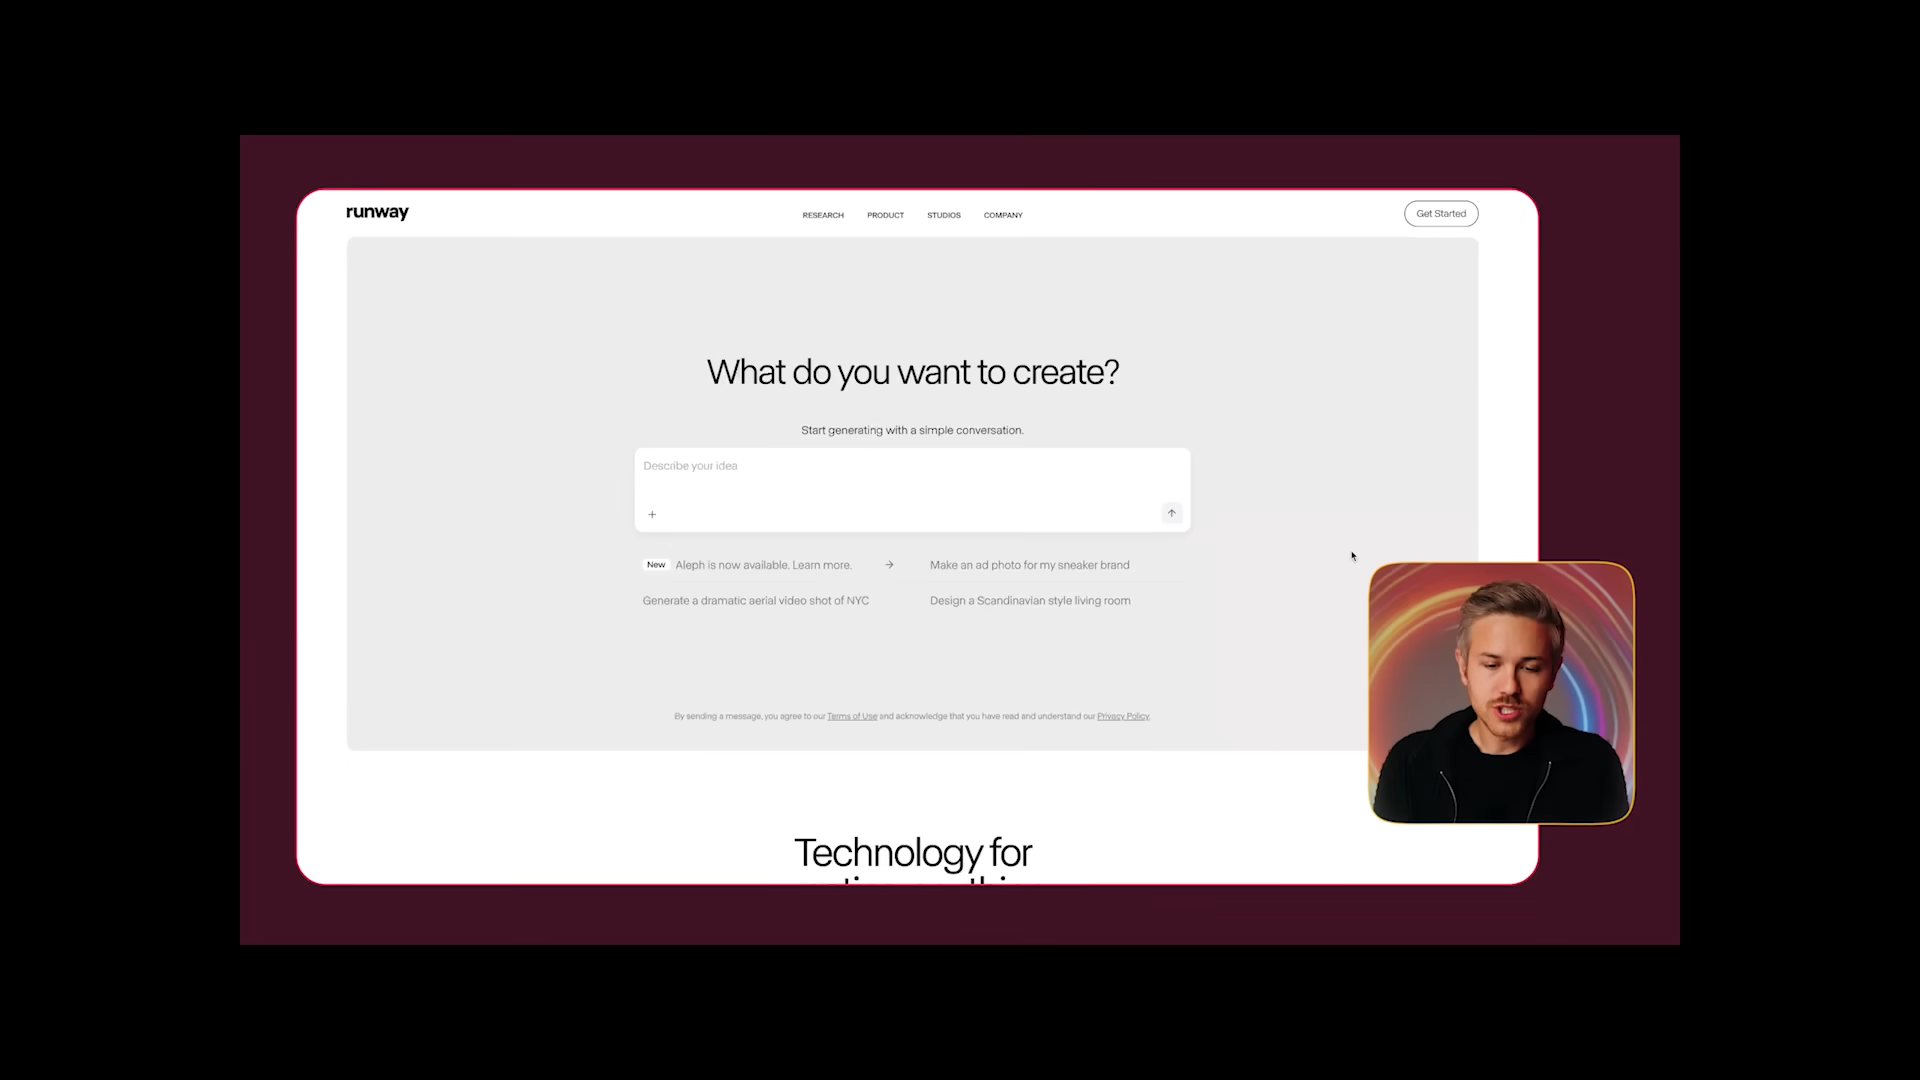 runway
RESEARCH PRODUCT STUDIOS COMPANY
Get Started
What do you want to create?
Start generating with a simple conversation.
Describe your idea
New Aleph is now available. Learn more.
Make an ad photo for my sneaker brand
Generate a dramatic aerial video shot of NYC
Design a Scandinavian style living room
By sending a message, you agree to our Terms of Use and acknowledge that you have read and understand our Privacy Policy.
Technology for